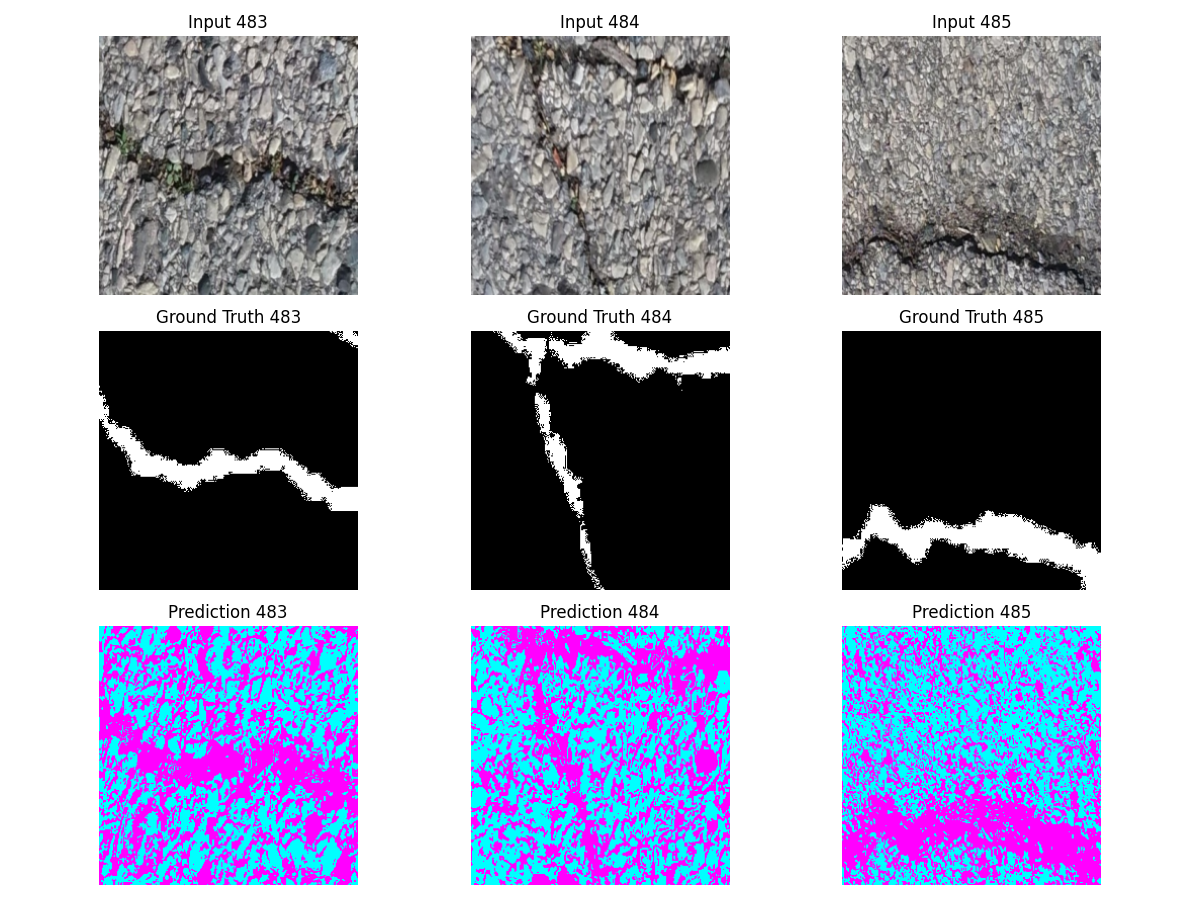 Input 483
Input 484
Input 485
Ground Truth 483
Ground Truth 484
Ground Truth 485
Prediction 483
Prediction 484
Prediction 485